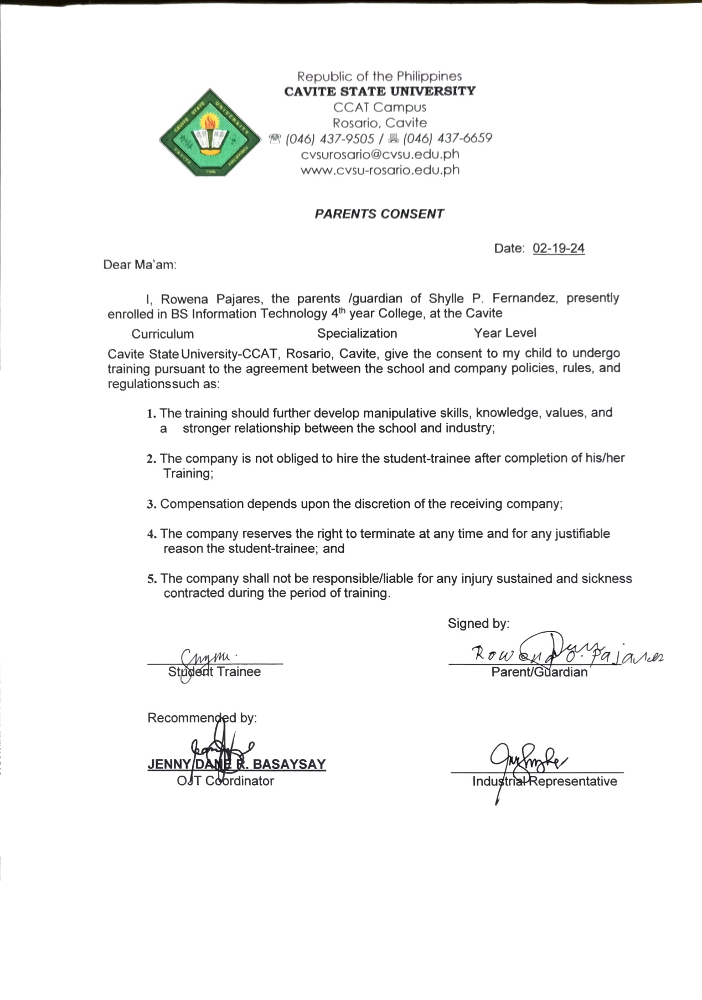 Republic of the Philippines
CAVITE STATE UNIVERSITY
CCAT Campus
Rosario, Cavite
☏ (046) 437-9505 / (046) 437-6659
cvsurosario@cvsu.edu.ph
www.cvsu-rosario.edu.ph
CAVITE STATE UNIVERSITY
CAVITE PHILIPPINES
1906
PARENTS CONSENT
Date: 02-19-24
Dear Ma'am:
I, Rowena Pajares, the parents /guardian of Shylle P. Fernandez, presently
enrolled in BS Information Technology 4th year College, at the Cavite
Curriculum Specialization Year Level
Cavite State University-CCAT, Rosario, Cavite, give the consent to my child to undergo
training pursuant to the agreement between the school and company policies, rules, and
regulations such as:
1. The training should further develop manipulative skills, knowledge, values, and
a stronger relationship between the school and industry;
2. The company is not obliged to hire the student-trainee after completion of his/her
Training;
3. Compensation depends upon the discretion of the receiving company;
4. The company reserves the right to terminate at any time and for any justifiable
reason the student-trainee; and
5. The company shall not be responsible/liable for any injury sustained and sickness
contracted during the period of training.
Signed by:
Rowena O. Pajares
Student Trainee Parent/Guardian
Recommended by:
JENNY DANE R. BASAYSAY
OJT Coordinator Industrial Representative